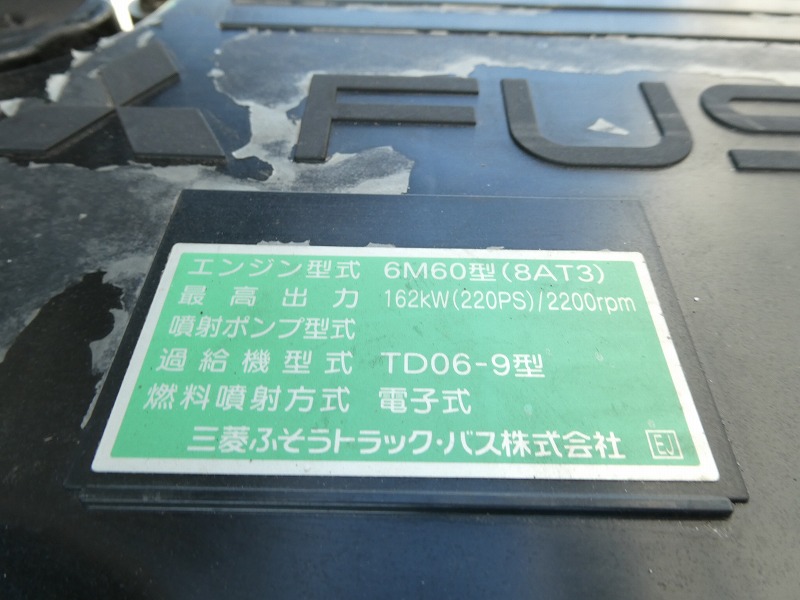 FUS
エンジン型式 6M60型(8AT3)
最高出力 162kW(220PS)/2200rpm
噴射ポンプ型式
過給機型式 TD06-9型
燃料噴射方式 電子式
三菱ふそうトラック・バス株式会社 EJ